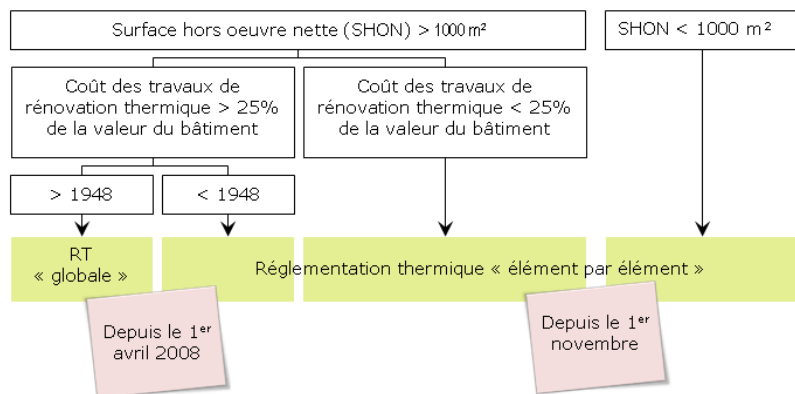 Surface hors oeuvre nette (SHON) > 1000 m²
SHON < 1000 m²
Coût des travaux de
rénovation thermique > 25%
de la valeur du bâtiment
Coût des travaux de
rénovation thermique < 25%
de la valeur du bâtiment
> 1948
< 1948
RT
« globale »
Réglementation thermique « élément par élément »
Depuis le 1er
avril 2008
Depuis le 1er
novembre